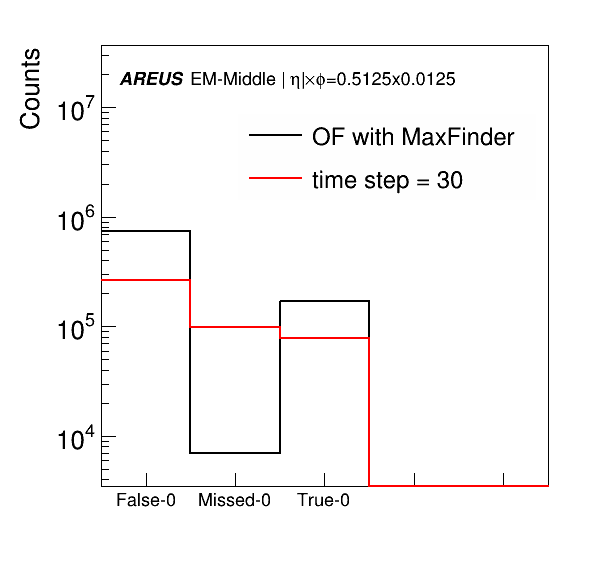 Counts
AREUS EM-Middle | η|×φ=0.5125x0.0125
OF with MaxFinder
time step = 30
10⁷
10⁶
10⁵
10⁴
False-0 Missed-0 True-0